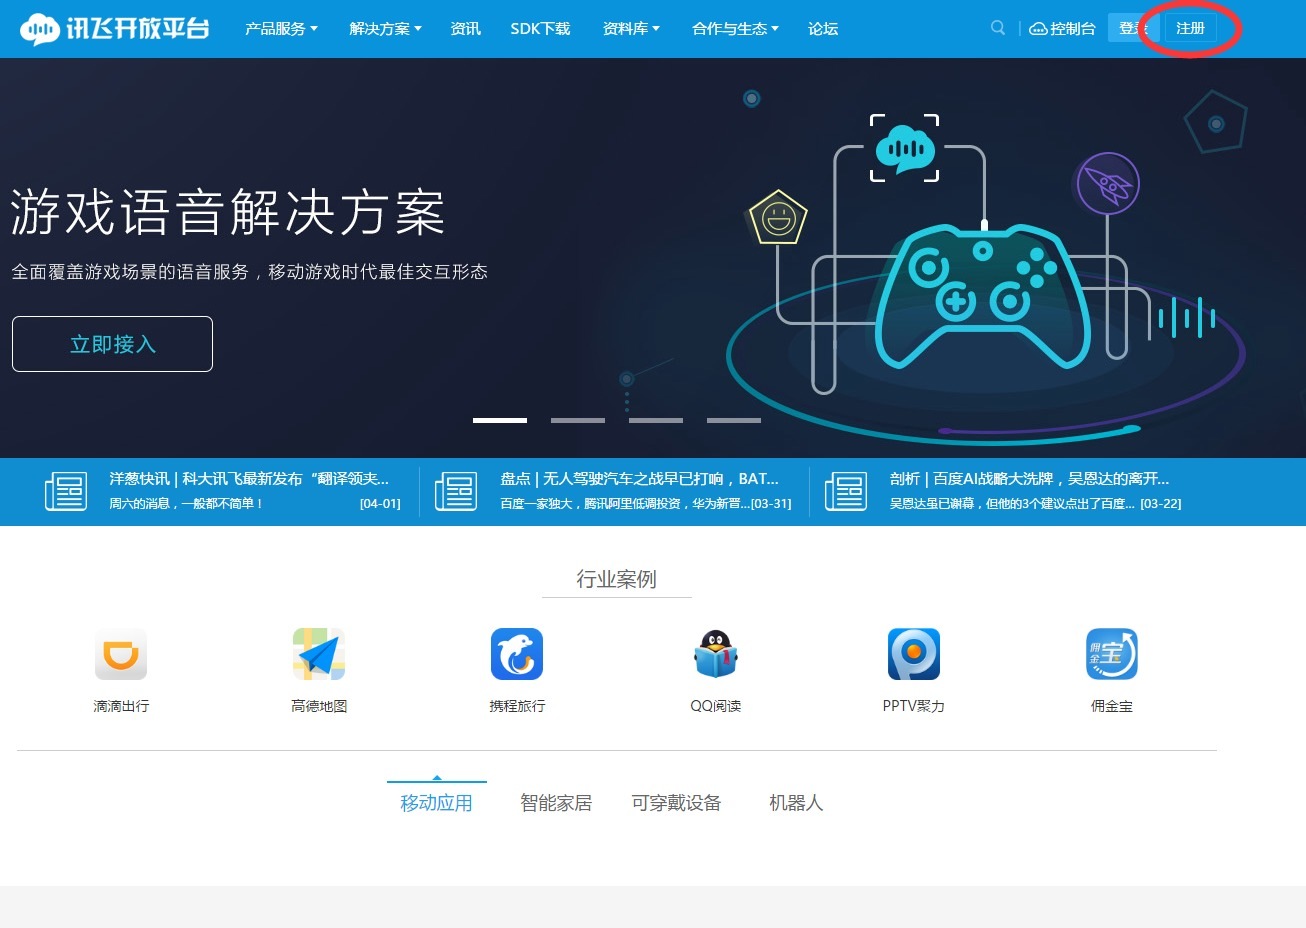 讯飞开放平台
产品服务
解决方案
资讯
SDK下载
资料库
合作与生态
论坛
控制台
登录
注册
游戏语音解决方案
全面覆盖游戏场景的语音服务，移动游戏时代最佳交互形态
立即接入
洋葱快讯 | 科大讯飞最新发布“翻译领夹...
周六的消息，一般都不简单！ [04-01]
盘点 | 无人驾驶汽车之战早已打响，BAT...
百度一家独大，腾讯阿里低调投资，华为新晋...[03-31]
剖析 | 百度AI战略大洗牌，吴恩达的离开...
吴恩达虽已谢幕，但他的3个建议点出了百度... [03-22]
行业案例
佣金宝
滴滴出行
高德地图
携程旅行
QQ阅读
PPTV聚力
佣金宝
移动应用
智能家居
可穿戴设备
机器人